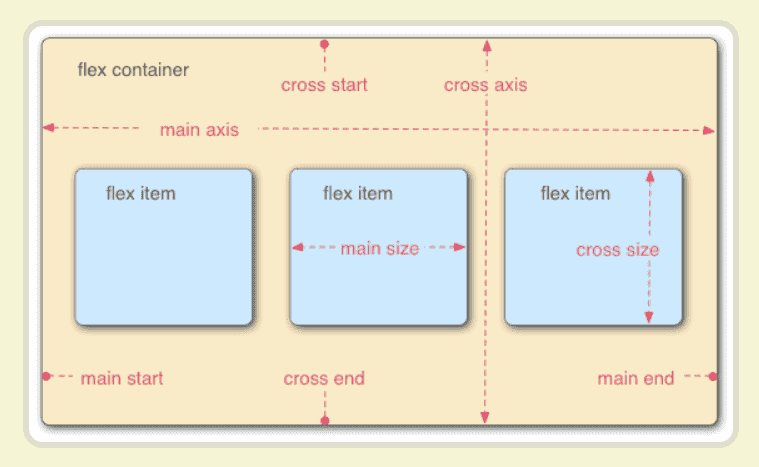 flex container
cross start
cross axis
main axis
flex item
flex item
flex item
main size
cross size
main start
cross end
main end